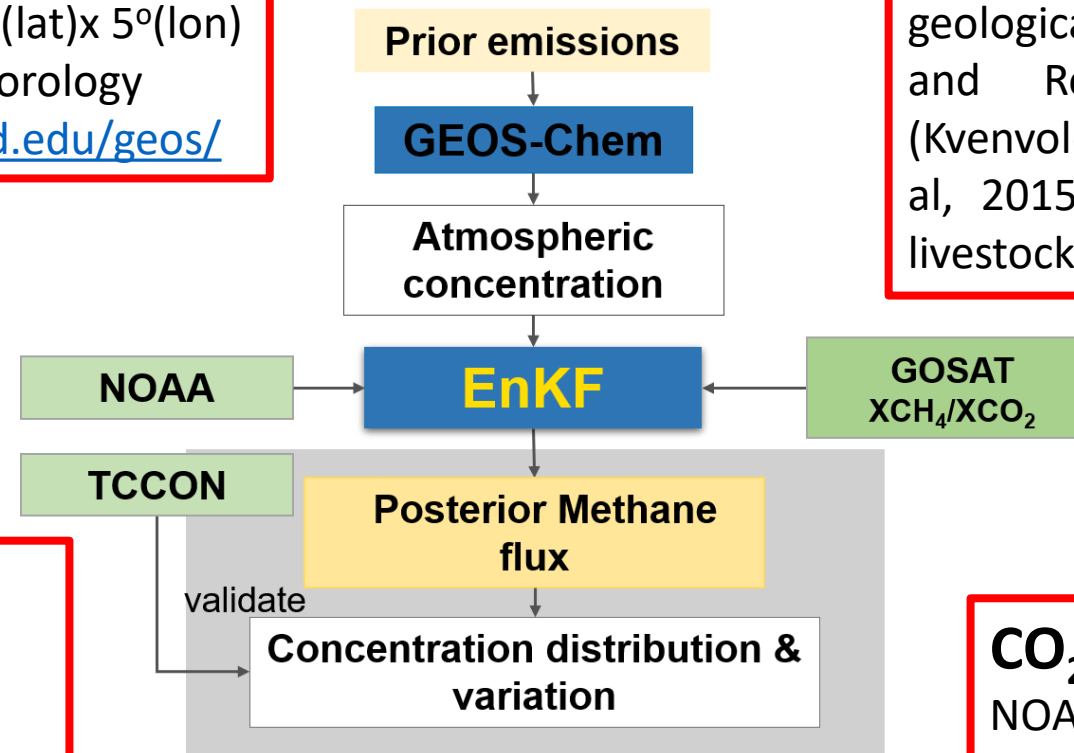 (lat)x 5º(lon)
orology
d.edu/geos/
Prior emissions
GEOS-Chem
Atmospheric
concentration
geologica
and Re
(Kvenvol
al, 2015
livestock
NOAA
EnKF
GOSAT
XCH₄/XCO₂
TCCON
Posterior Methane
flux
validate
Concentration distribution &
variation
CO₂
NOA